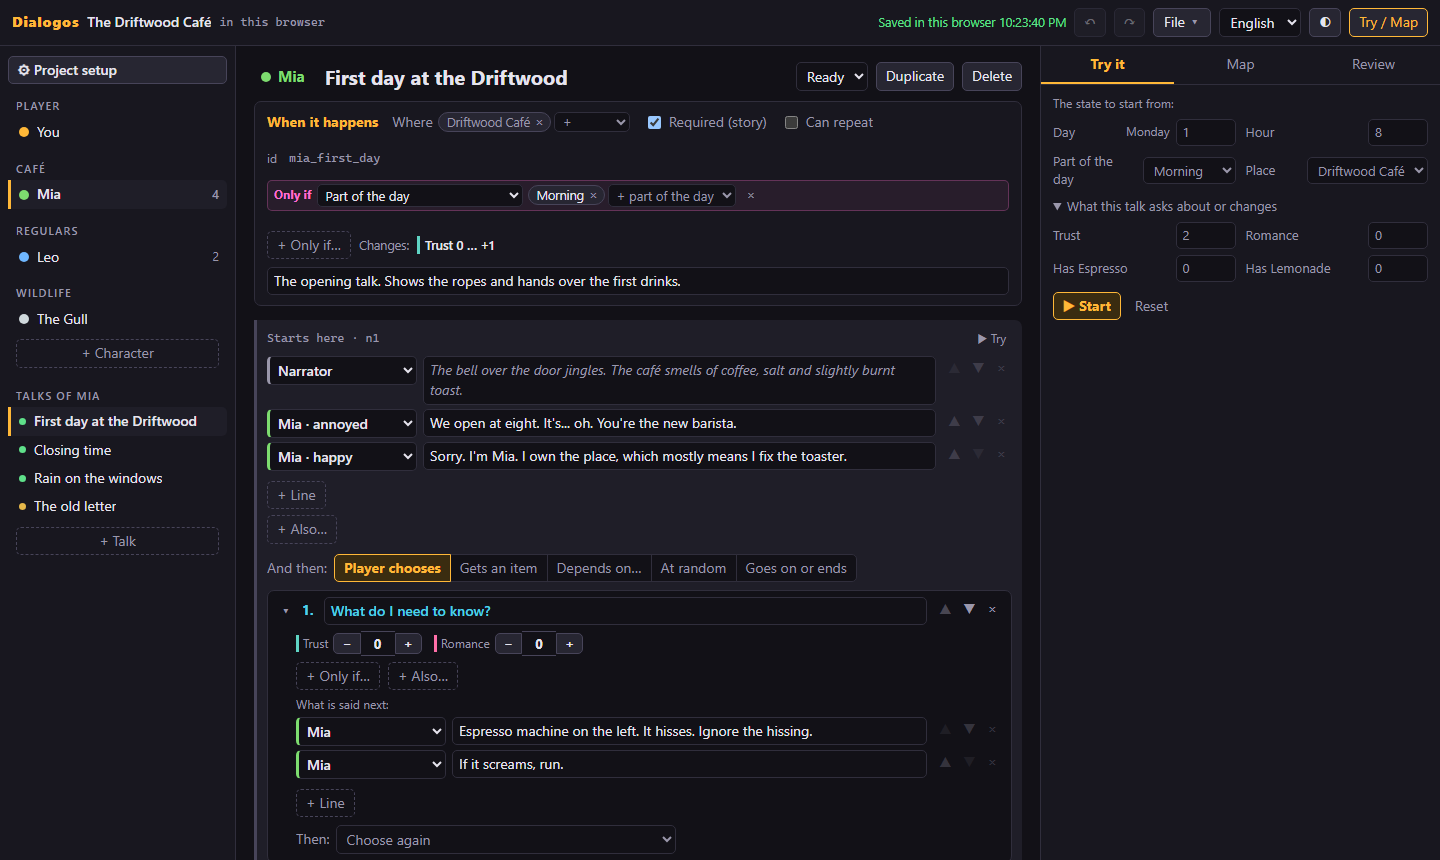 Dialogos The Driftwood Café in this browser
Saved in this browser 10:23:40 PM
File ▾
English
Try / Map
⚙ Project setup
PLAYER
You
CAFÉ
Mia 4
REGULARS
Leo 2
WILDLIFE
The Gull
+ Character
TALKS OF MIA
First day at the Driftwood
Closing time
Rain on the windows
The old letter
+ Talk
Mia First day at the Driftwood
Ready
Duplicate
Delete
When it happens Where Driftwood Café × + Required (story) Can repeat
id mia_first_day
Only if Part of the day Morning × + part of the day ×
+ Only if... Changes: Trust 0 ... +1
The opening talk. Shows the ropes and hands over the first drinks.
Starts here · n1 ▶ Try
Narrator The bell over the door jingles. The café smells of coffee, salt and slightly burnt
toast.
Mia · annoyed We open at eight. It's... oh. You're the new barista.
Mia · happy Sorry. I'm Mia. I own the place, which mostly means I fix the toaster.
+ Line
+ Also...
And then: Player chooses Gets an item Depends on... At random Goes on or ends
1. What do I need to know?
Trust − 0 + Romance − 0 +
+ Only if... + Also...
What is said next:
Mia Espresso machine on the left. It hisses. Ignore the hissing.
Mia If it screams, run.
+ Line
Then: Choose again
Try it Map Review
The state to start from:
Day Monday 1 Hour 8
Part of the
day Morning Place Driftwood Café
▼ What this talk asks about or changes
Trust 2 Romance 0
Has Espresso 0 Has Lemonade 0
▶ Start Reset